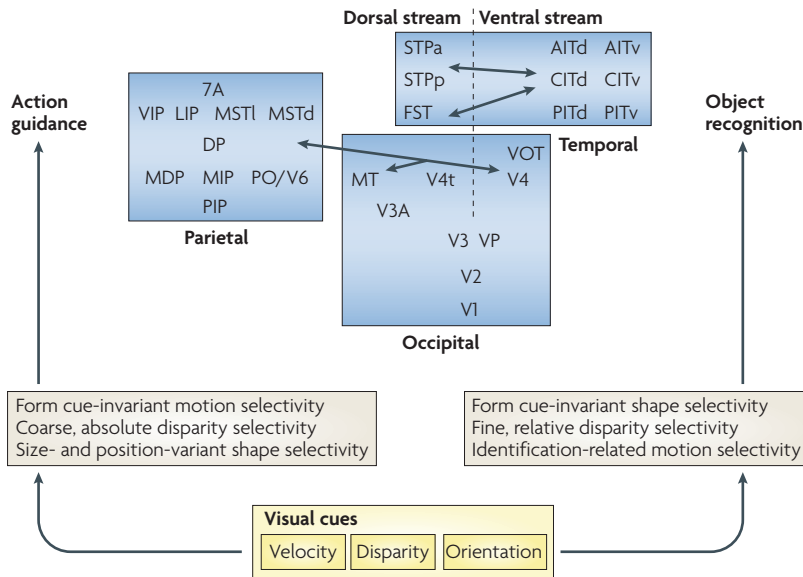 Dorsal stream Ventral stream
STPa AITd AITv
STPp CITd CITv
FST PITd PITv
Temporal
Action
guidance
7A
VIP LIP MSTl MSTd
DP
MDP MIP PO/V6
PIP
Parietal
Object
recognition
VOT
MT V4t V4
V3A
V3 VP
V2
V1
Occipital
Form cue-invariant motion selectivity
Coarse, absolute disparity selectivity
Size- and position-variant shape selectivity
Form cue-invariant shape selectivity
Fine, relative disparity selectivity
Identification-related motion selectivity
Visual cues
Velocity Disparity Orientation